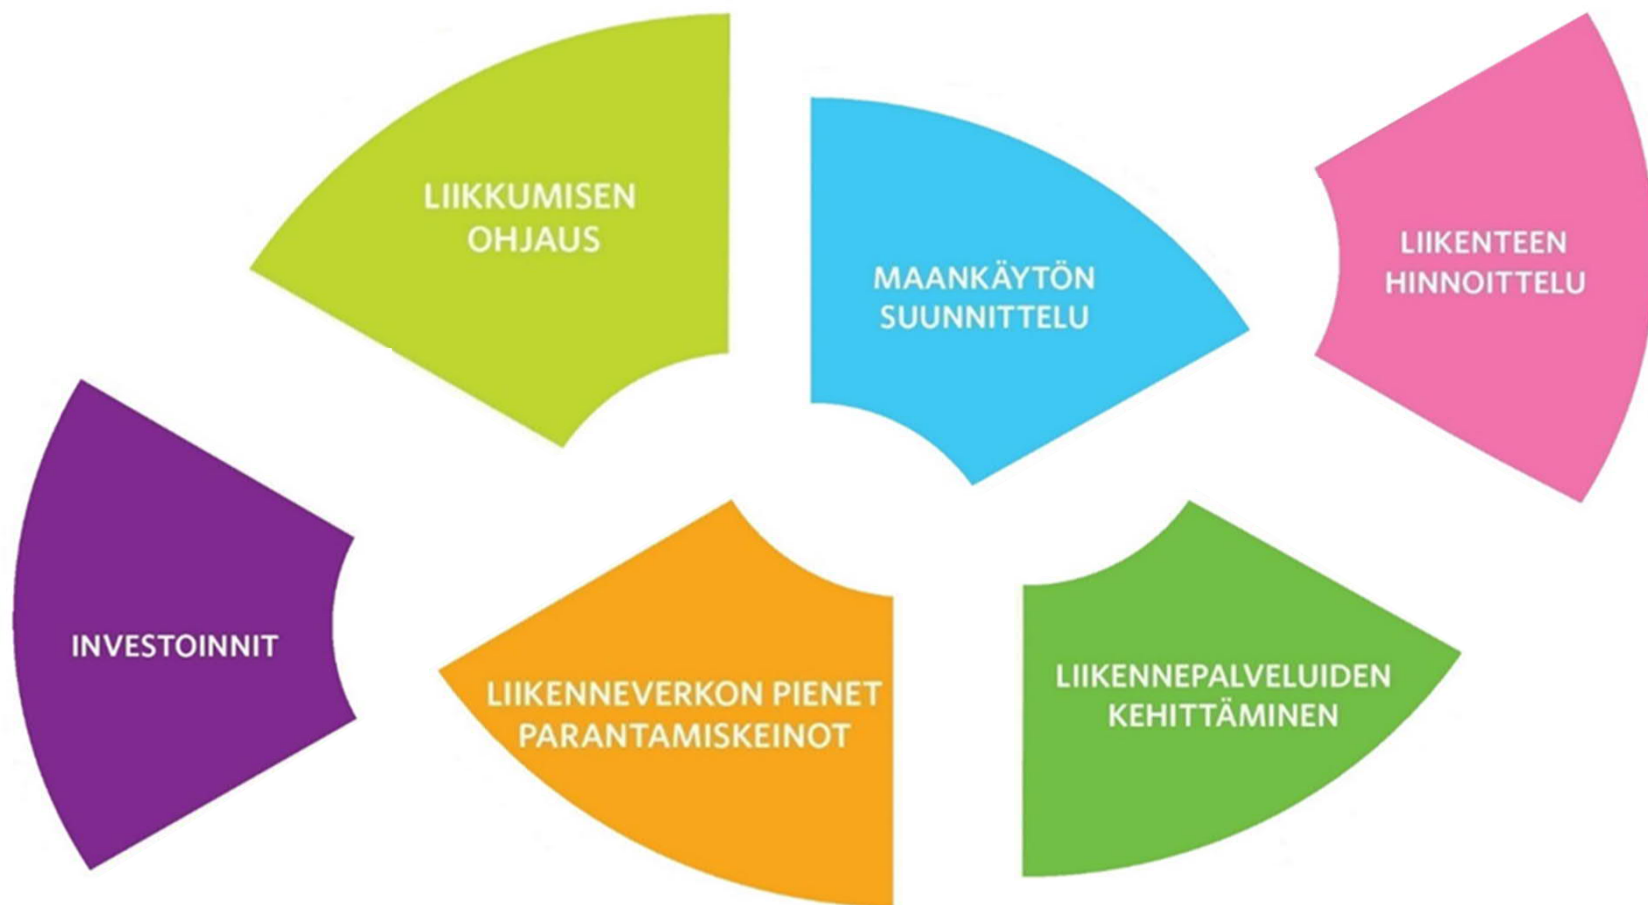 LIIKKUMISEN
OHJAUS
MAANKÄYTÖN
SUUNNITTELU
LIIKENTEEN
HINNOITTELU
INVESTOINNIT
LIIKENNEVERKON PIENET
PARANTAMISKEINOT
LIIKENNEPALVELUIDEN
KEHITTÄMINEN